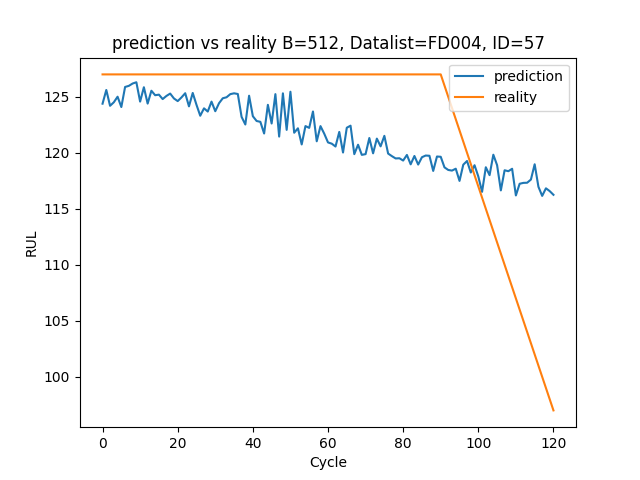 prediction vs reality B=512, Datalist=FD004, ID=57
prediction
reality
RUL
125
120
115
110
105
100
0 20 40 60 80 100 120
Cycle